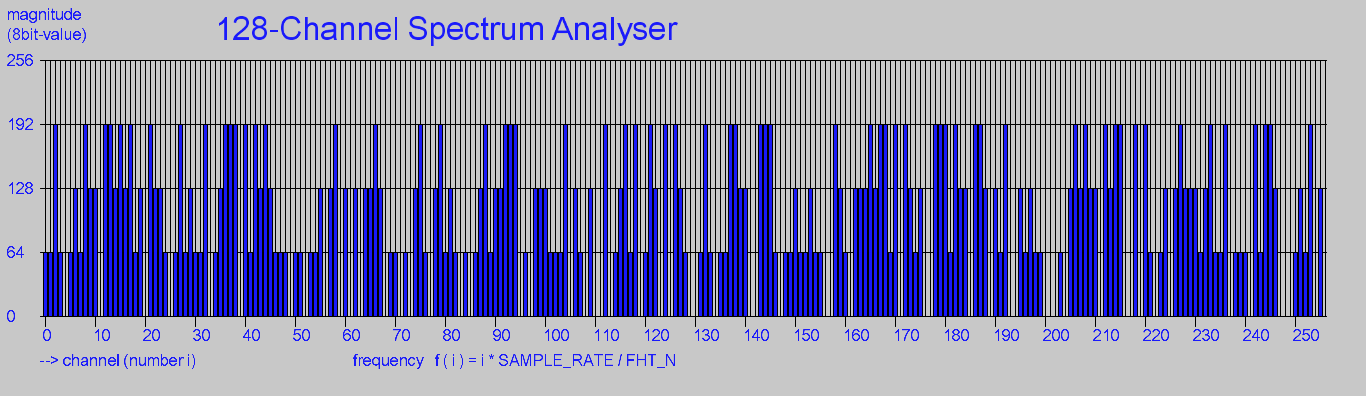 magnitude
(8bit-value)
128-Channel Spectrum Analyser
256
192
128
64
0
0 10 20 30 40 50 60 70 80 90 100 110 120 130 140 150 160 170 180 190 200 210 220 230 240 250
--> channel (number i)
frequency f ( i ) = i * SAMPLE_RATE / FHT_N